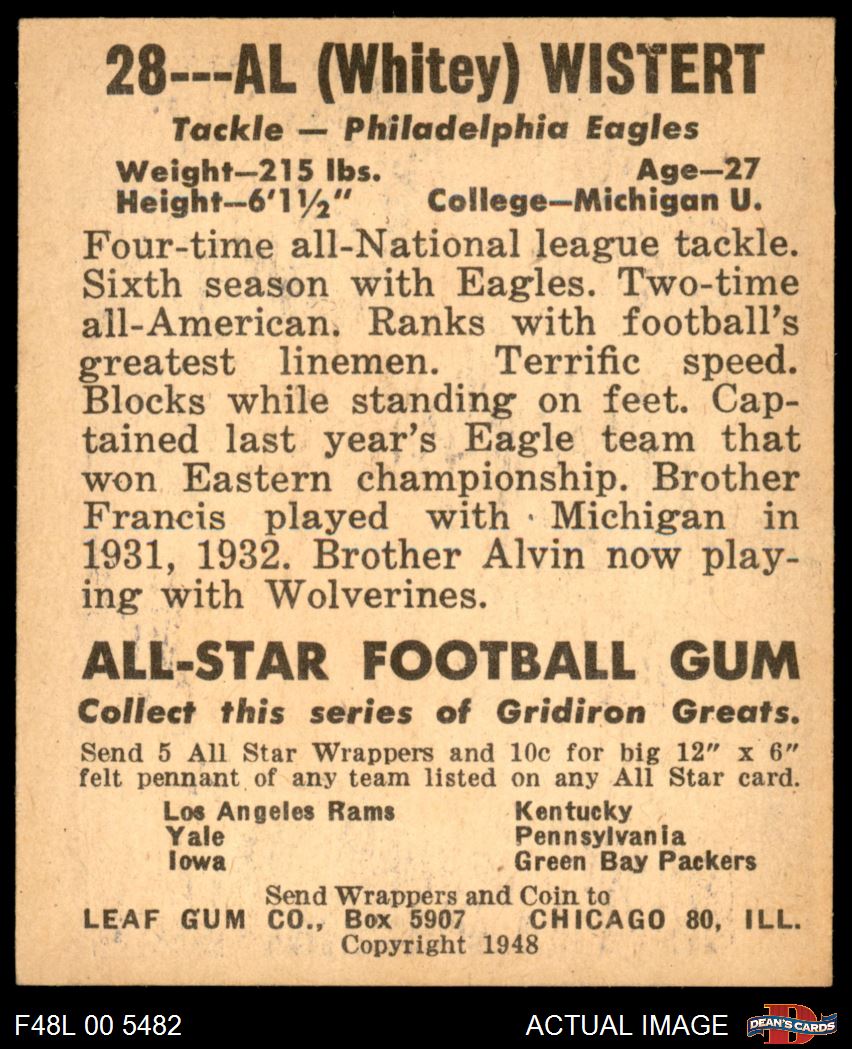 28---AL (Whitey) WISTERT
Tackle — Philadelphia Eagles
Weight—215 lbs. Age—27
Height—6'1½" College—Michigan U.
Four-time all-National league tackle.
Sixth season with Eagles. Two-time
all-American. Ranks with football's
greatest linemen. Terrific speed.
Blocks while standing on feet. Cap-
tained last year's Eagle team that
won Eastern championship. Brother
Francis played with Michigan in
1931, 1932. Brother Alvin now play-
ing with Wolverines.
ALL-STAR FOOTBALL GUM
Collect this series of Gridiron Greats.
Send 5 All Star Wrappers and 10c for big 12" x 6"
felt pennant of any team listed on any All Star card.
Los Angeles Rams Kentucky
Yale Pennsylvania
Iowa Green Bay Packers
Send Wrappers and Coin to
LEAF GUM CO., Box 5907 CHICAGO 80, ILL.
Copyright 1948
F48L 00 5482 ACTUAL IMAGE D DEAN'S CARDS